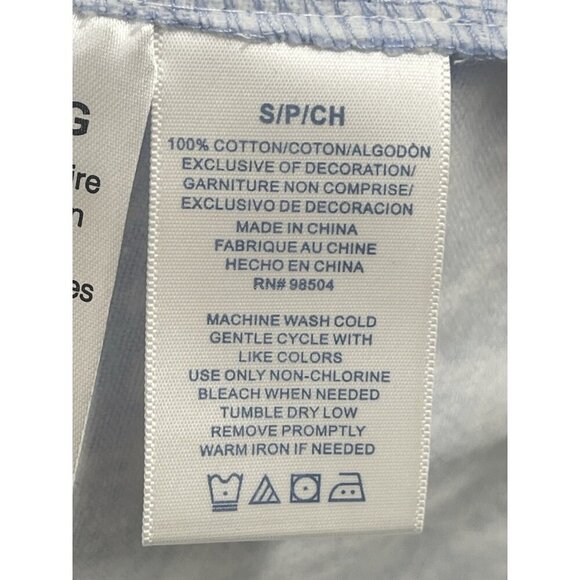 G
S/P/CH
100% COTTON/COTON/ALGODÒN
EXCLUSIVE OF DECORATION/
GARNITURE NON COMPRISE/
EXCLUSIVO DE DECORACION
MADE IN CHINA
FABRIQUE AU CHINE
HECHO EN CHINA
RN# 98504
MACHINE WASH COLD
GENTLE CYCLE WITH
LIKE COLORS
USE ONLY NON-CHLORINE
BLEACH WHEN NEEDED
TUMBLE DRY LOW
REMOVE PROMPTLY
WARM IRON IF NEEDED